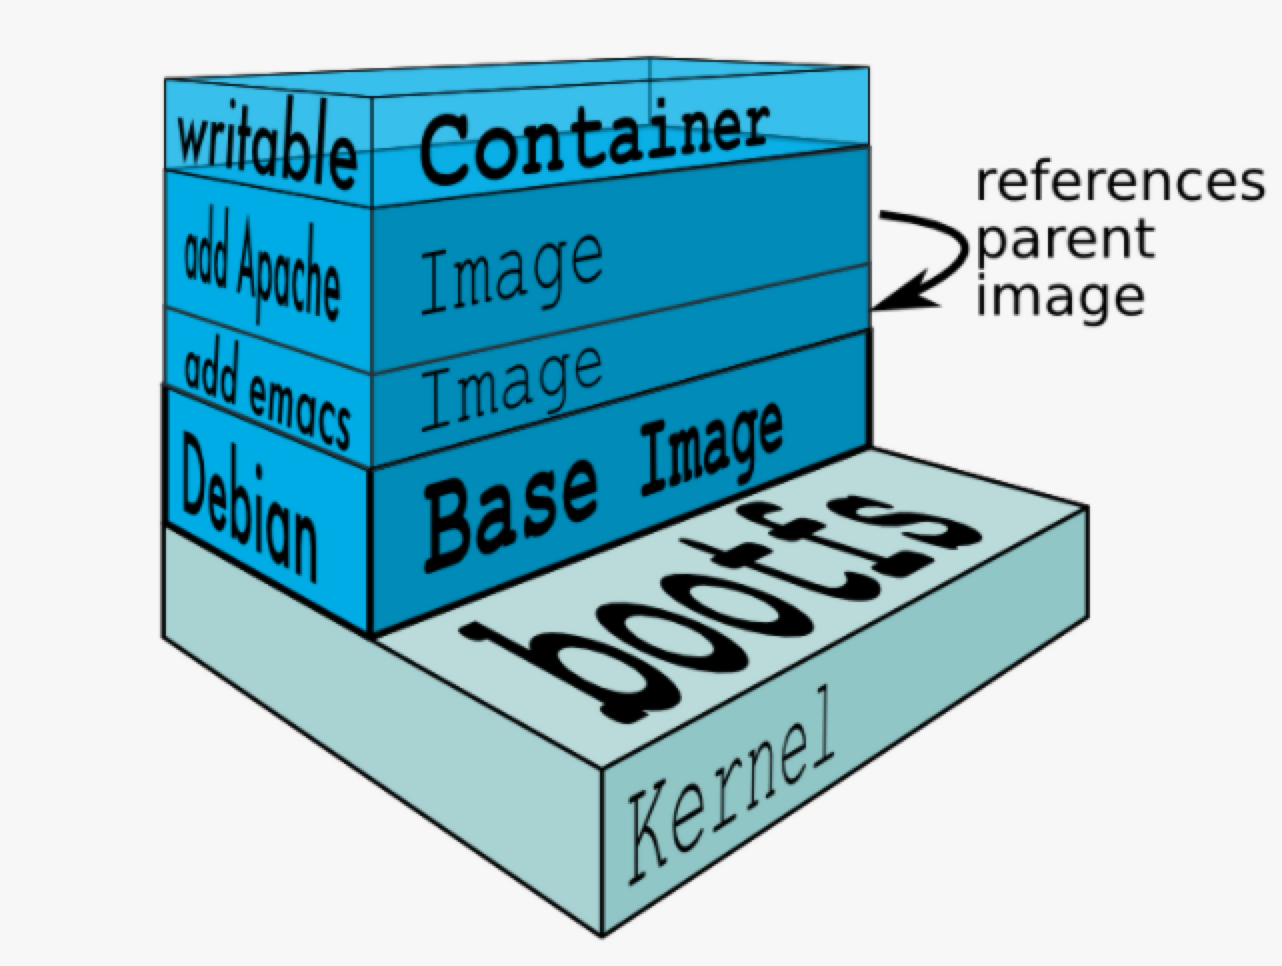 writable
Container
add Apache
Image
add emacs
Image
Debian
Base Image
bootfs
Kernel
references
parent
image